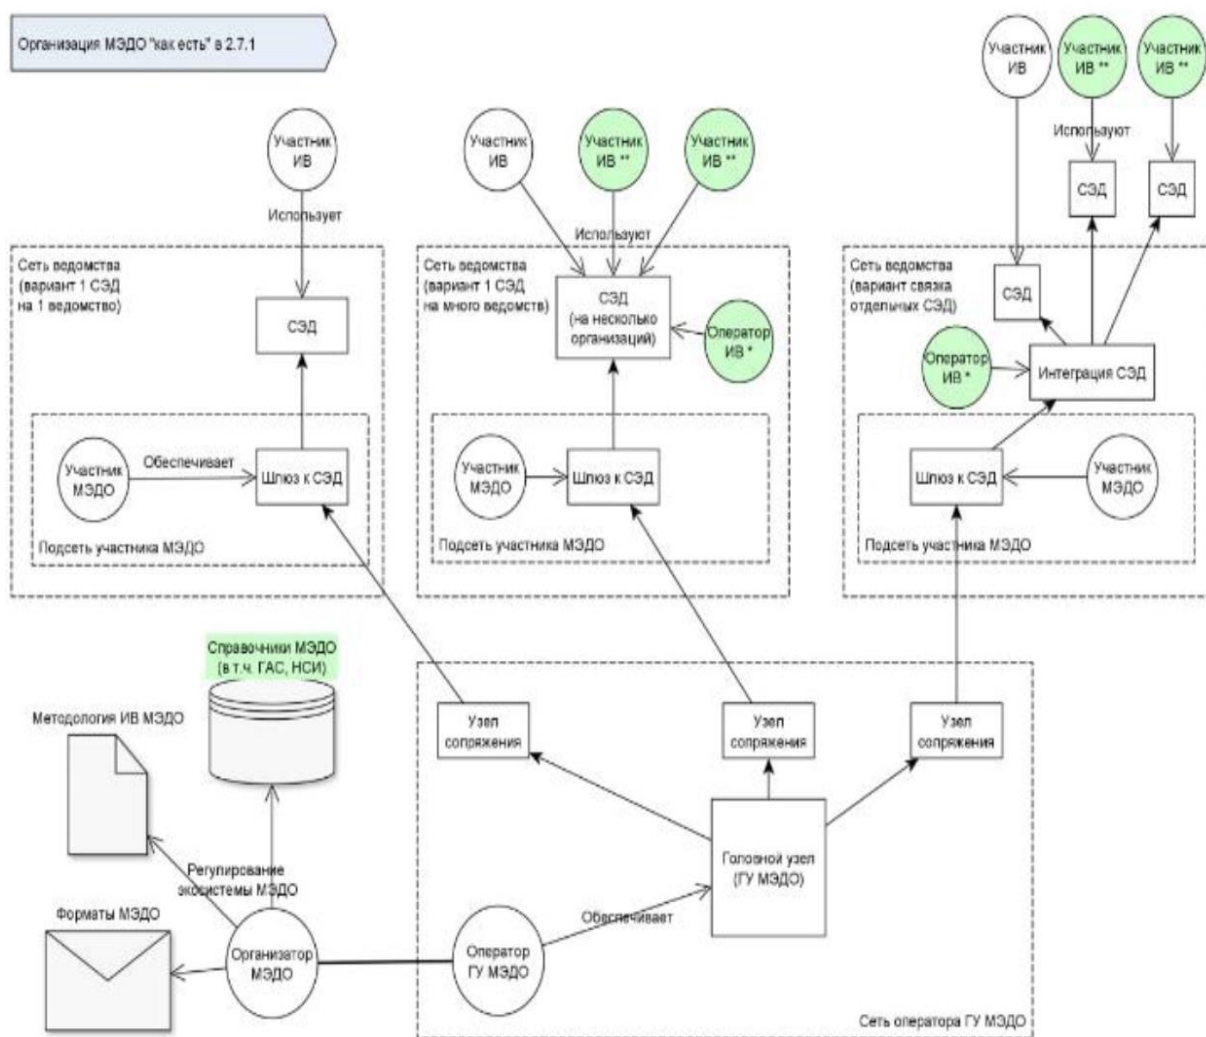 Организация МЭДО "как есть" в 2.7.1
Участник
ИВ
Использует
Сеть ведомства
(вариант 1 СЭД
на 1 ведомство)
СЭД
Участник
МЭДО
Обеспечивает
Шлюз к СЭД
Подсеть участника МЭДО
Участник
ИВ
Участник
ИВ **
Участник
ИВ **
Используют
Сеть ведомства
(вариант 1 СЭД
на много ведомств)
СЭД
(на несколько
организаций)
Оператор
ИВ *
Участник
МЭДО
Шлюз к СЭД
Подсеть участника МЭДО
Участник
ИВ
Участник
ИВ **
Участник
ИВ **
Используют
СЭД
СЭД
Сеть ведомства
(вариант связка
отдельных СЭД)
СЭД
Оператор
ИВ *
Интеграция СЭД
Шлюз к СЭД
Участник
МЭДО
Подсеть участника МЭДО
Справочники МЭДО
(в т.ч. ГАС, НСИ)
Методология ИВ МЭДО
Регулирование
экосистемы МЭДО
Форматы МЭДО
Организатор
МЭДО
Узел
сопряжения
Узел
сопряжения
Узел
сопряжения
Головной узел
(ГУ МЭДО)
Обеспечивает
Оператор
ГУ МЭДО
Сеть оператора ГУ МЭДО